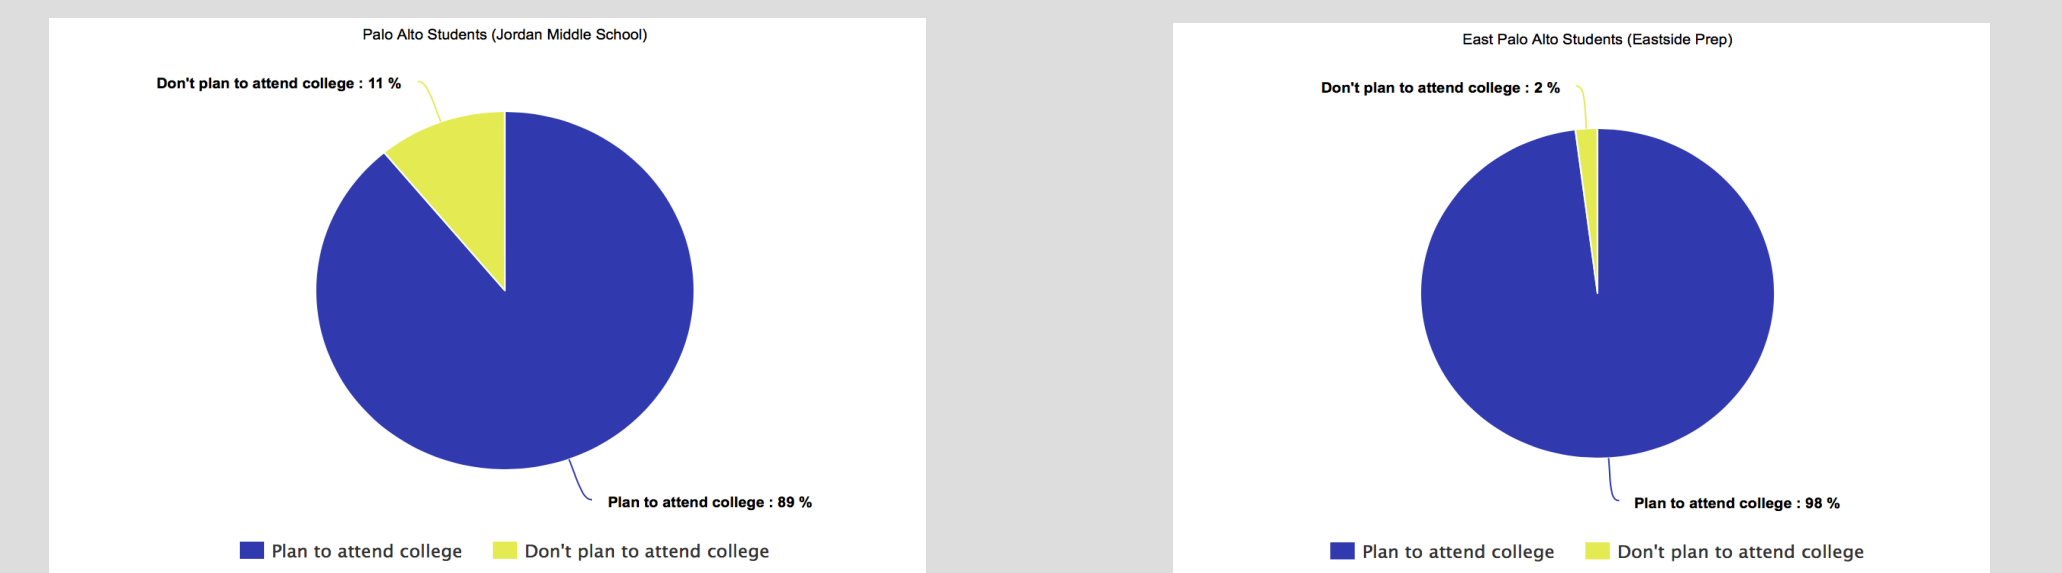 Palo Alto Students (Jordan Middle School)
Don't plan to attend college : 11 %
Plan to attend college : 89 %
Plan to attend college
Don't plan to attend college
East Palo Alto Students (Eastside Prep)
Don't plan to attend college : 2 %
Plan to attend college : 98 %
Plan to attend college
Don't plan to attend college